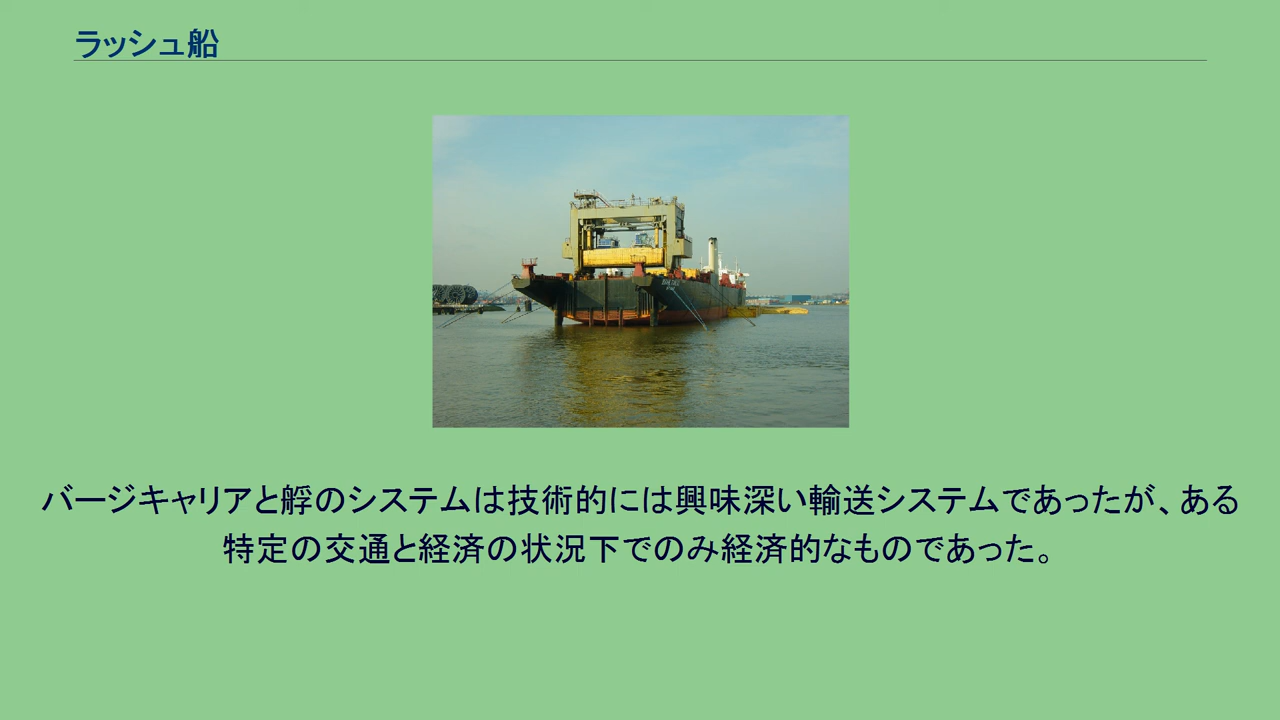 ラッシュ船
バージキャリアと艀のシステムは技術的には興味深い輸送システムであったが、ある
特定の交通と経済の状況下でのみ経済的なものであった。